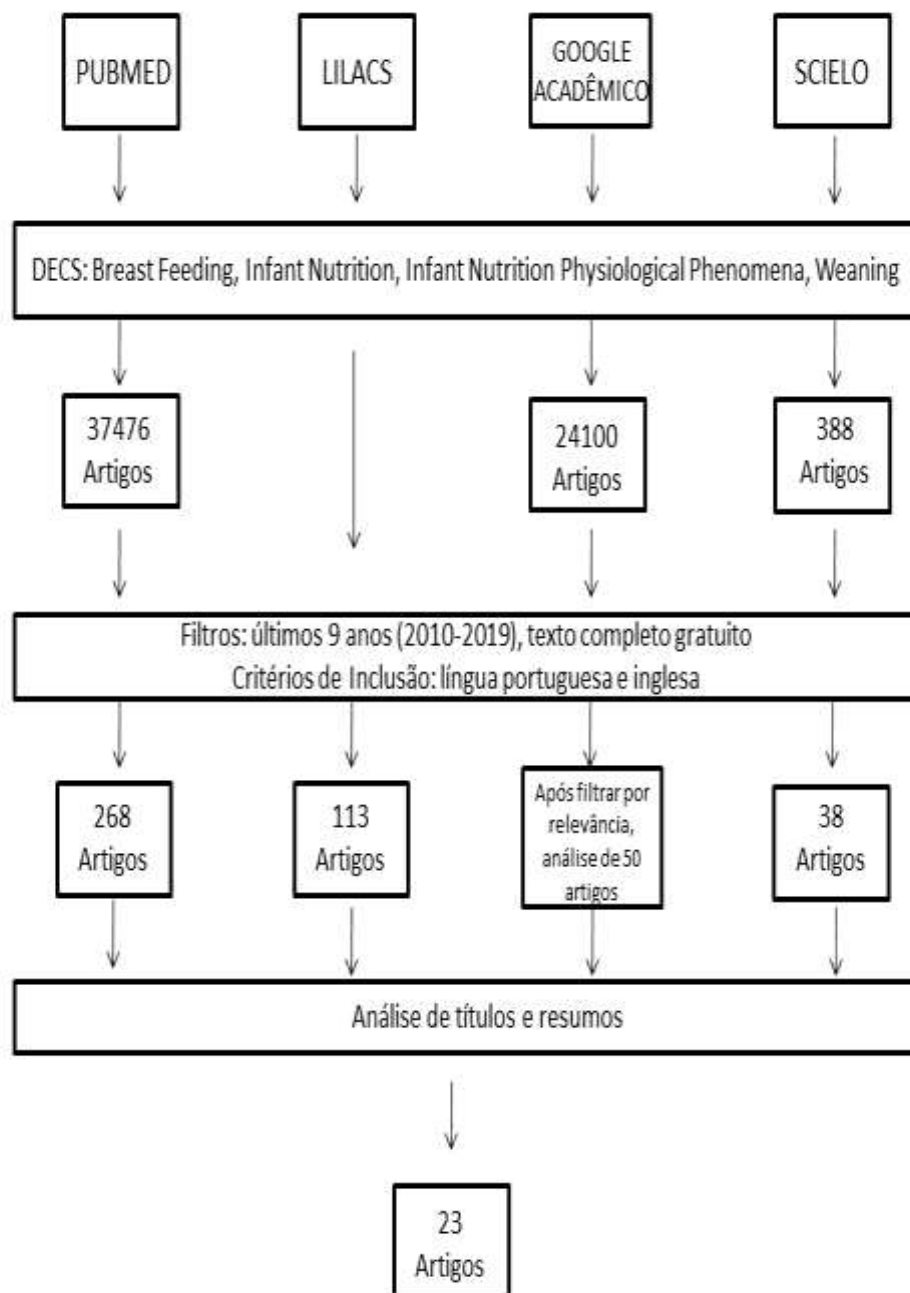 PUBMED
LILACS
GOOGLE
ACADÊMICO
SCIELO
DECS: Breast Feeding, Infant Nutrition, Infant Nutrition Physiological Phenomena, Weaning
37476
Artigos
24100
Artigos
388
Artigos
Filtros: últimos 9 anos (2010-2019), texto completo gratuito
Critérios de Inclusão: língua portuguesa e inglesa
268
Artigos
113
Artigos
Após filtrar por
relevância,
análise de 50
artigos
38
Artigos
Análise de títulos e resumos
23
Artigos